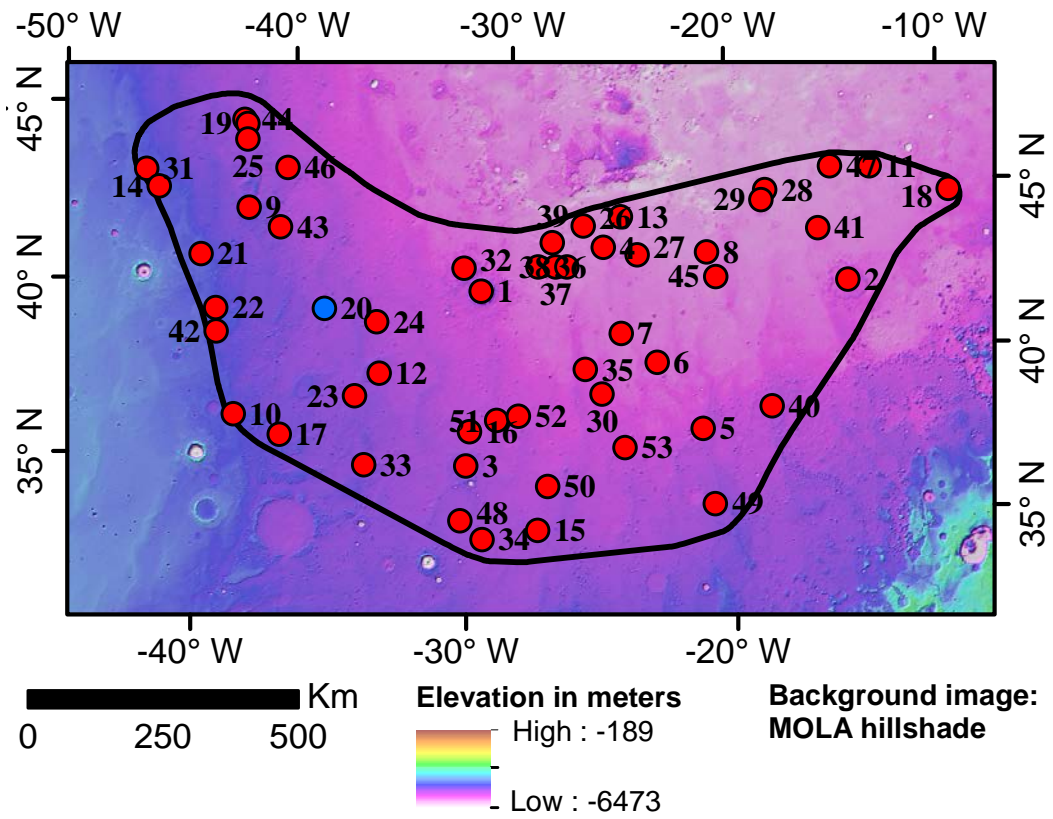 -50° W -40° W -30° W -20° W -10° W
45° N
40° N
35° N
45° N
40° N
35° N
19 44
25 46
31
14
9
43
21
22
42
20
24
12
23
10
17
33
32
1
39 26 13
4 27
38 36
37
8
45
29 28
47 11
18
41
2
7
6
35
30
40
5
53
51 16 52
3
50
48
34
15
49
-40° W -30° W -20° W
Km
0 250 500
Elevation in meters
High : -189
Low : -6473
Background image:
MOLA hillshade